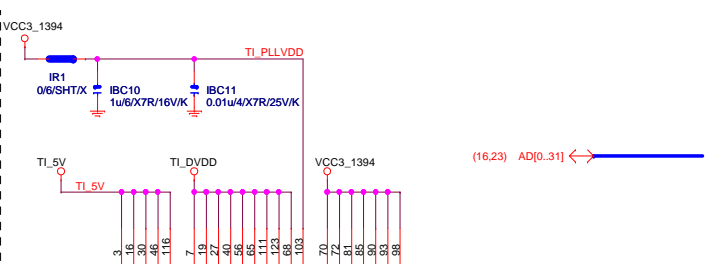 VCC3_1394
TI_PLLVDD
IR1
0/6/SHT/X
IBC10
1u/6/X7R/16V/K
IBC11
0.01u/4/X7R/25V/K
(16,23) AD[0..31]
TI_5V
TI_DVDD
VCC3_1394
TI_5V
3
16
30
46
116
7
19
27
40
56
65
111
123
68
103
70
72
81
85
90
93
98